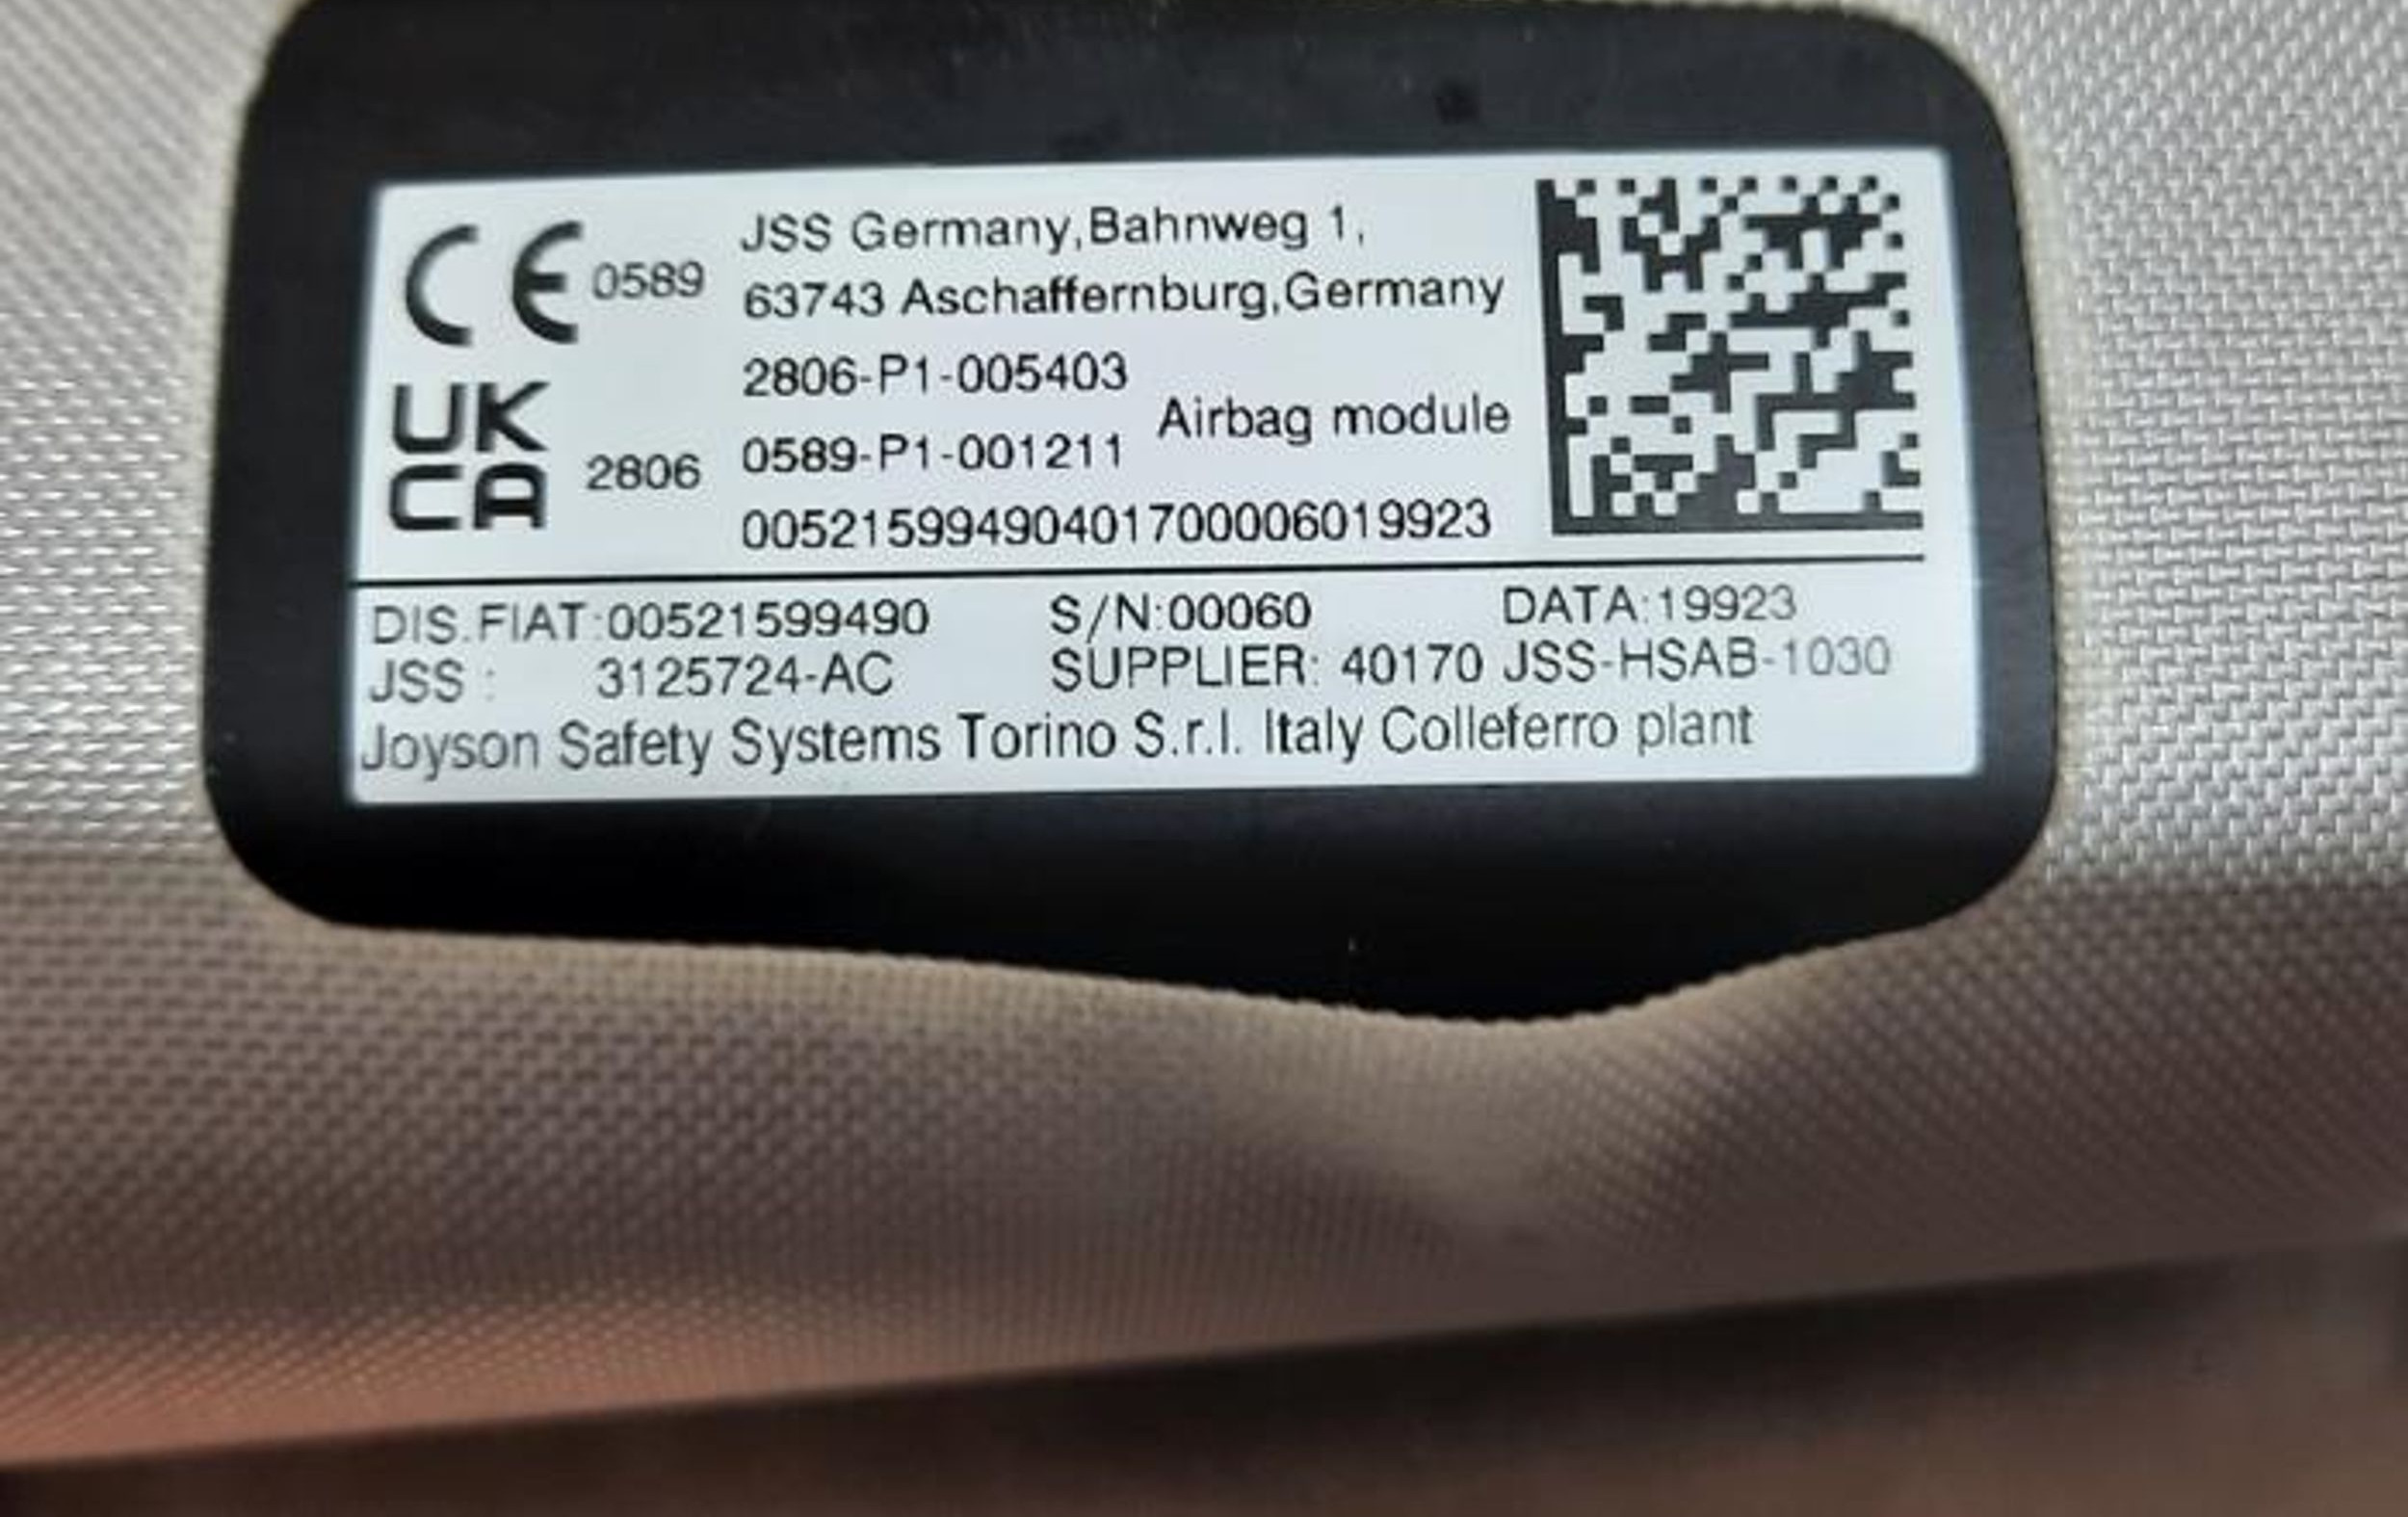 CE 0589
JSS Germany,Bahnweg 1,
63743 Aschaffernburg,Germany
UK
CA 2806
2806-P1-005403
0589-P1-001211
Airbag module
00521599490401700006019923
DIS.FIAT:00521599490 S/N:00060 DATA:19923
JSS : 3125724-AC SUPPLIER: 40170 JSS-HSAB-1030
Joyson Safety Systems Torino S.r.l. Italy Colleferro plant